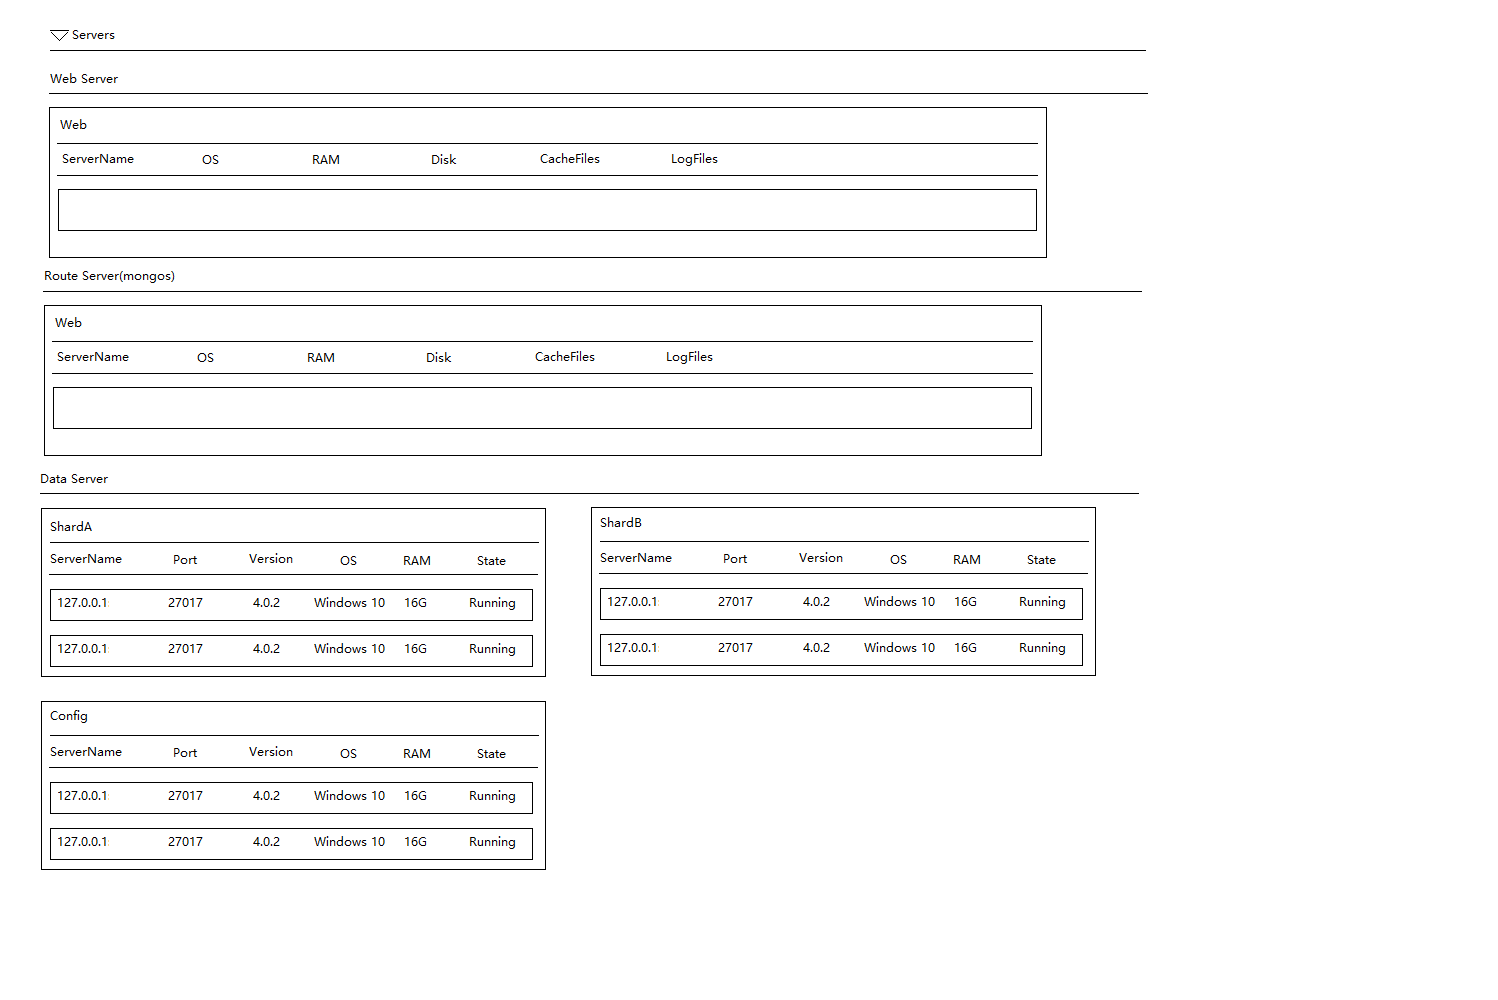 Servers
Web Server
Web
ServerName OS RAM Disk CacheFiles LogFiles
Route Server(mongos)
Web
ServerName OS RAM Disk CacheFiles LogFiles
Data Server
ShardA
ServerName Port Version OS RAM State
127.0.0.1 27017 4.0.2 Windows 10 16G Running
127.0.0.1 27017 4.0.2 Windows 10 16G Running
ShardB
ServerName Port Version OS RAM State
127.0.0.1 27017 4.0.2 Windows 10 16G Running
127.0.0.1 27017 4.0.2 Windows 10 16G Running
Config
ServerName Port Version OS RAM State
127.0.0.1 27017 4.0.2 Windows 10 16G Running
127.0.0.1 27017 4.0.2 Windows 10 16G Running